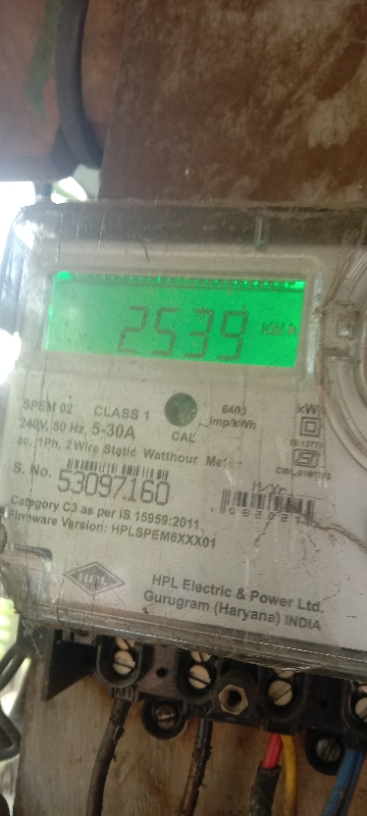 2539 kWh
SPEM 02 CLASS 1 imp/kWh
240V, 50 Hz, 5-30A CAL
ac. 1Ph. 2Wire Static Watthour Meter
S. No. 53097160
Category C3 as per IS 15959:2011
Firmware Version: HPLSPEM6XXX01
HPL
HPL Electric & Power Ltd.
Gurugram (Haryana) INDIA